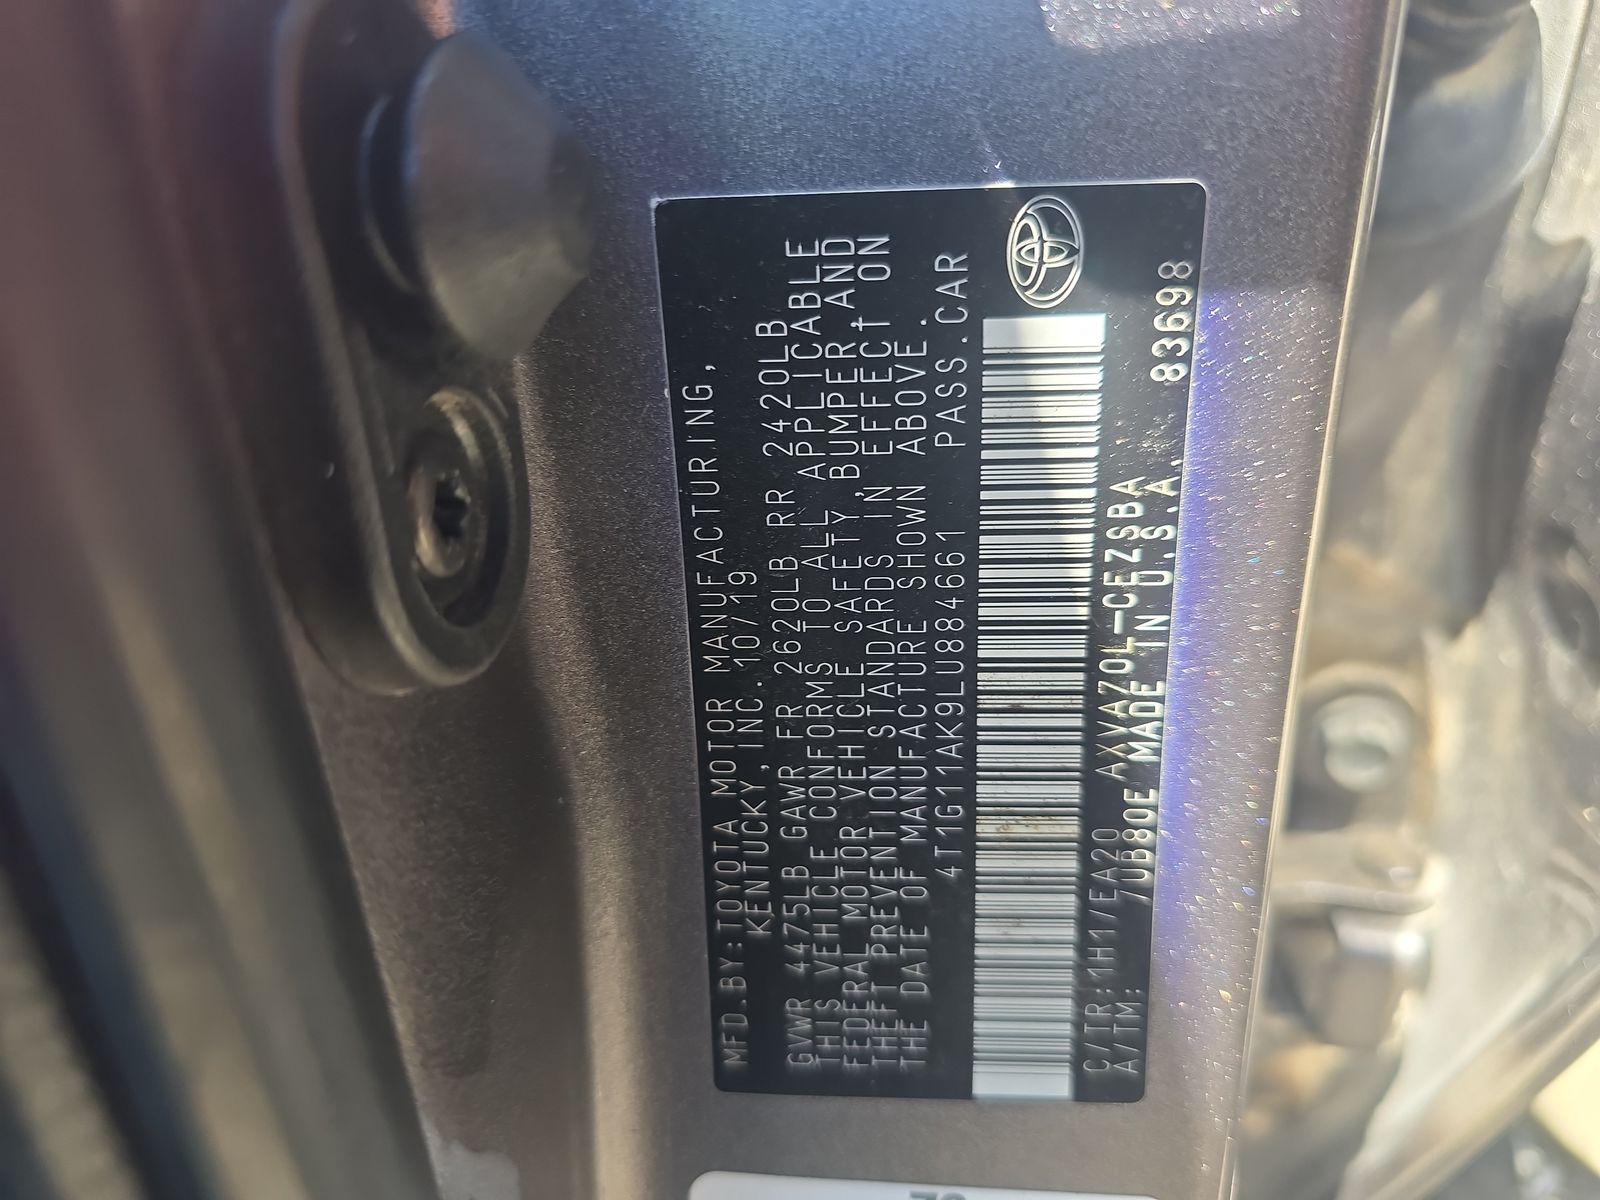 MFD.BY:TOYOTA MOTOR MANUFACTURING,
KENTUCKY,INC. 10/19
GVWR 4475LB GAWR FR 2620LB RR 2420LB
THIS VEHICLE CONFORMS TO ALL APPLICABLE
FEDERAL MOTOR VEHICLE SAFETY,BUMPER,AND
THEFT PREVENTION STANDARDS IN EFFECT ON
THE DATE OF MANUFACTURE SHOWN ABOVE.
4T1G11AK9LU884661 PASS.CAR
C/TR:1H1/EA20 AXVA70L-CEZSBA
A/TM: 7UB80E MADE IN U.S.A. 83698